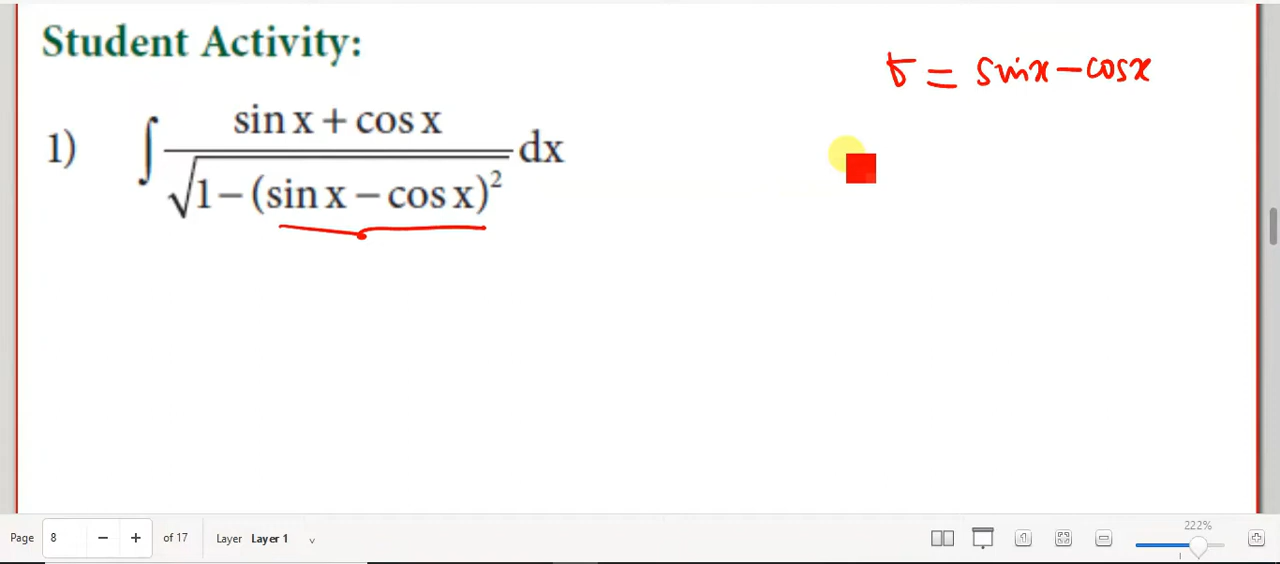 Student Activity:
t = sinx - cosx
1) ∫ (sin x + cos x) / √(1 − (sin x − cos x)²) dx
222%
Page 8 − + of 17 Layer Layer 1